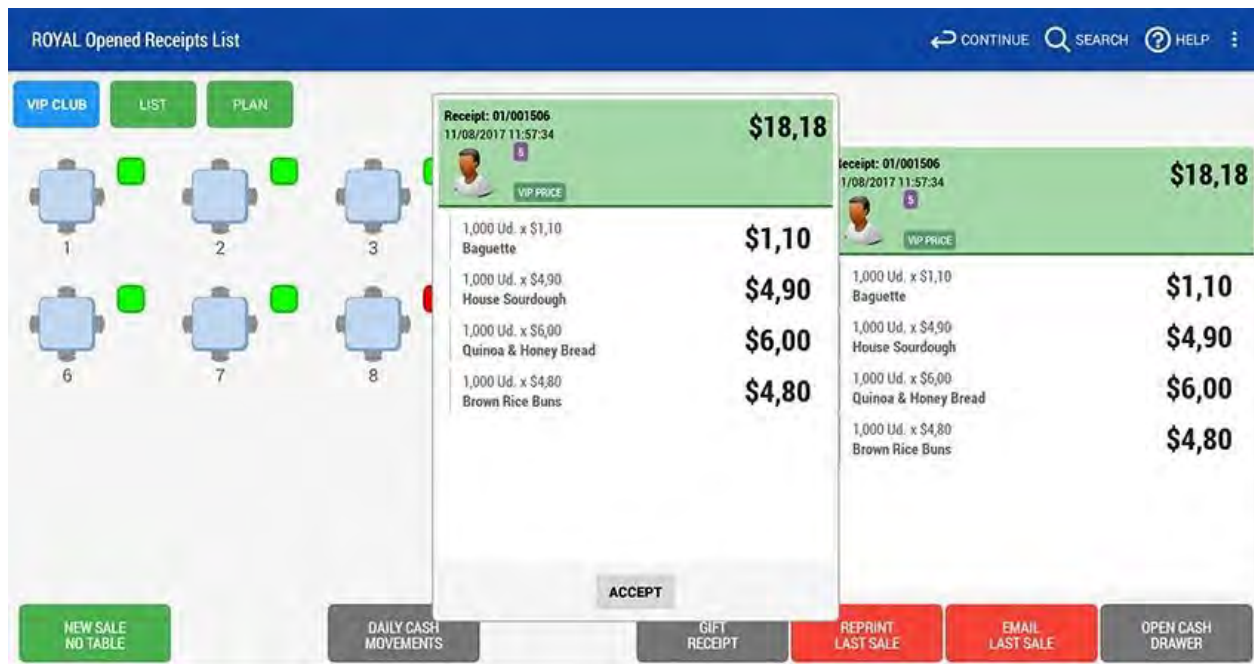 ROYAL Opened Receipts List
CONTINUE
SEARCH
HELP
VIP CLUB
LIST
PLAN
1
2
3
6
7
8
Receipt: 01/001506
$18,18
11/08/2017 11:57:34
5
VIP PRICE
1,000 Ud. x $1,10
Baguette
$1,10
1,000 Ud. x $4,90
House Sourdough
$4,90
1,000 Ud. x $6,00
Quinoa & Honey Bread
$6,00
1,000 Ud. x $4,80
Brown Rice Buns
$4,80
ACCEPT
eceipt: 01/001506
$18,18
1/08/2017 11:57:34
5
VIP PRICE
1,000 Ud. x $1,10
Baguette
$1,10
1,000 Ud. x $4,90
House Sourdough
$4,90
1,000 Ud. x $6,00
Quinoa & Honey Bread
$6,00
1,000 Ud. x $4,80
Brown Rice Buns
$4,80
NEW SALE
NO TABLE
DAILY CASH
MOVEMENTS
GIFT
RECEIPT
REPRINT
LAST SALE
EMAIL
LAST SALE
OPEN CASH
DRAWER